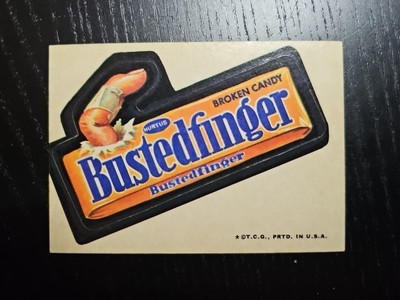 BROKEN CANDY
HURTUS
Bustedfinger
Bustedfinger
★ ©T.C.G., PRTD. IN U.S.A.